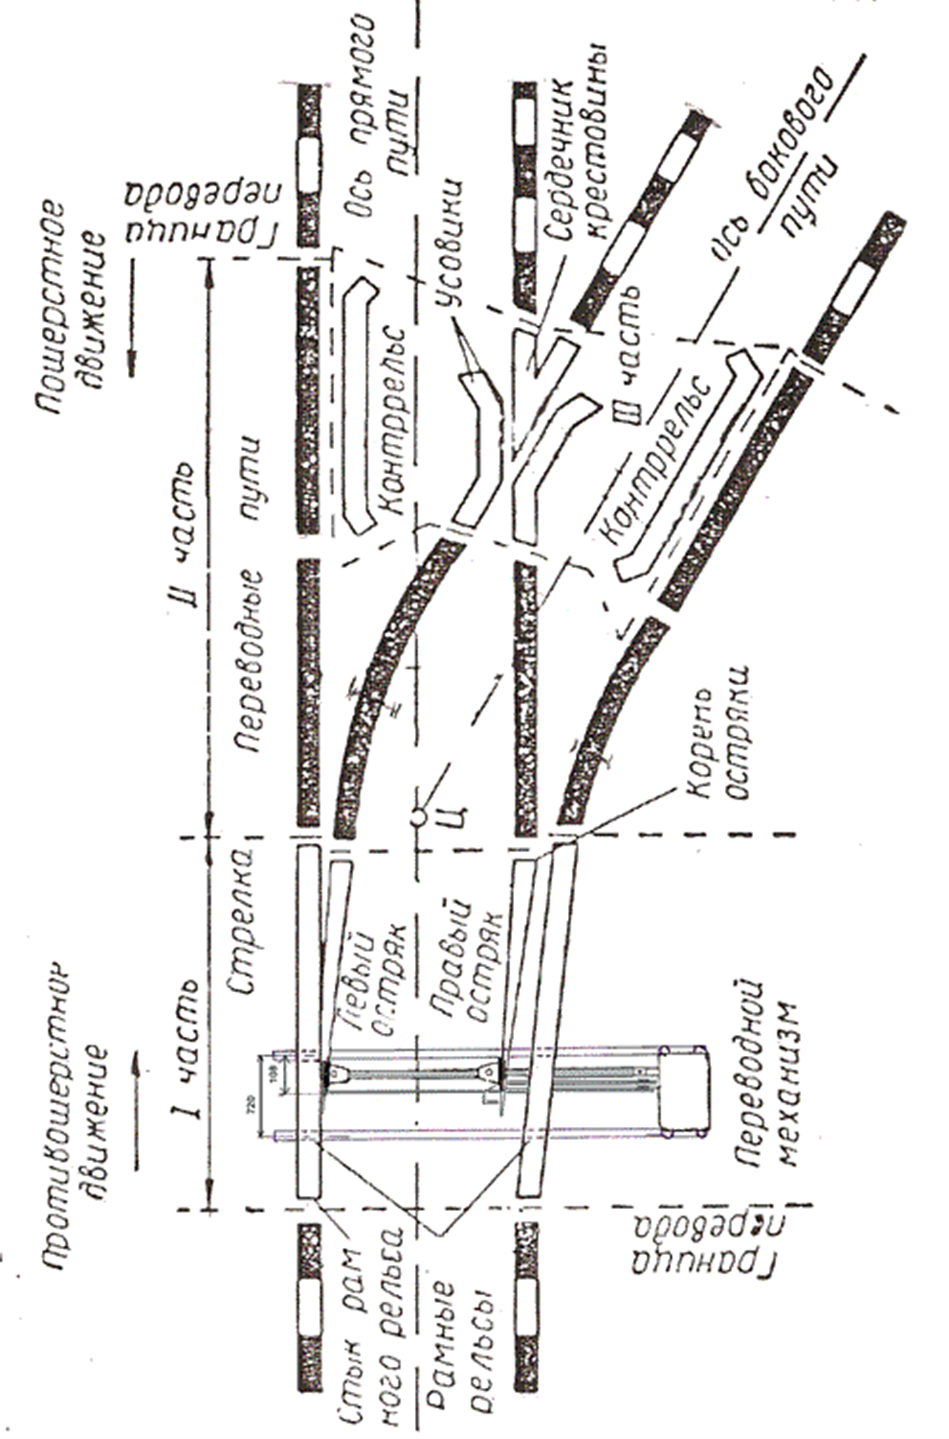 Противошерстное
движение
Пошерстное
движение
I часть
II часть
Граница
перевода
Стрелка
Переводные пути
Ось прямого
пути
Левый
остряк
Контррельс
Усовики
Сердечник
крестовины
Правый
остряк
Ц
III часть
Контррельс
Ось бокового
пути
Корень
остряки
Переводной
механизм
720
108
Стык рам
ного рельса
Рамные
рельсы
Граница
перевода